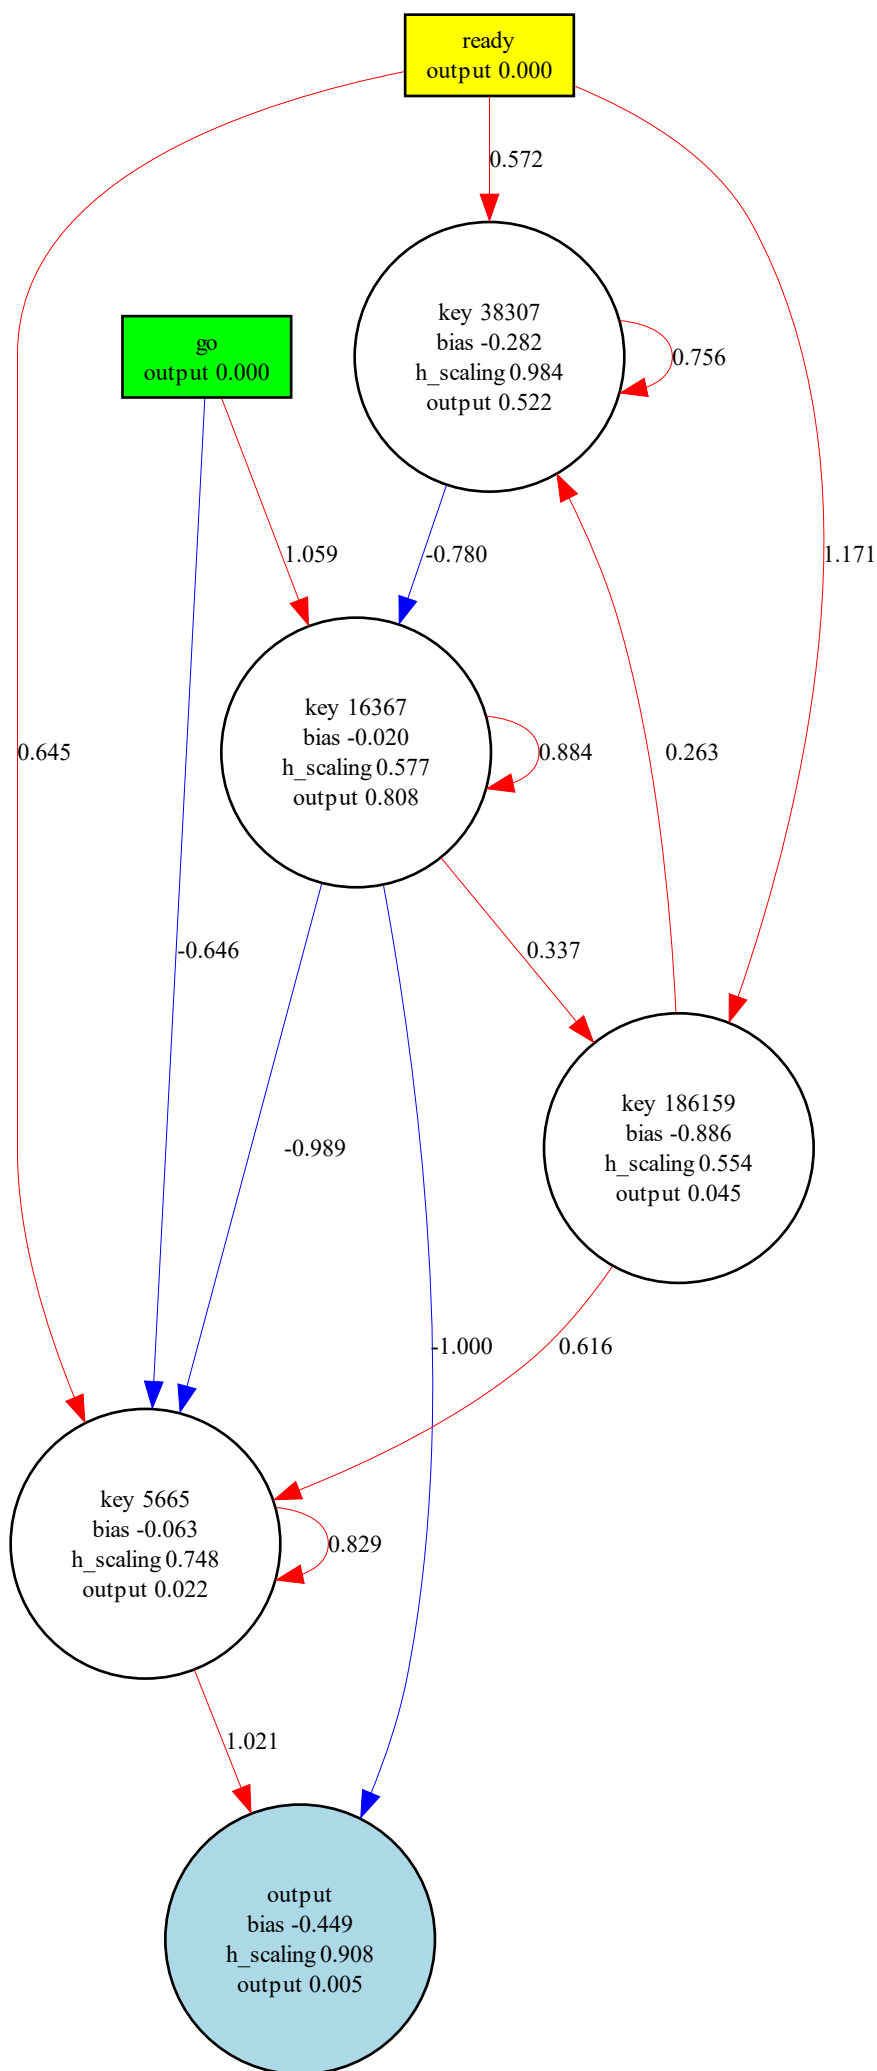 ready
output 0.000
0.572
go
output 0.000
key 38307
bias -0.282
h_scaling 0.984
output 0.522
0.756
1.059
-0.780
1.171
key 16367
bias -0.020
h_scaling 0.577
output 0.808
0.645
0.884
0.263
-0.646
0.337
key 186159
bias -0.886
h_scaling 0.554
output 0.045
-0.989
-1.000
0.616
key 5665
bias -0.063
h_scaling 0.748
output 0.022
0.829
1.021
output
bias -0.449
h_scaling 0.908
output 0.005